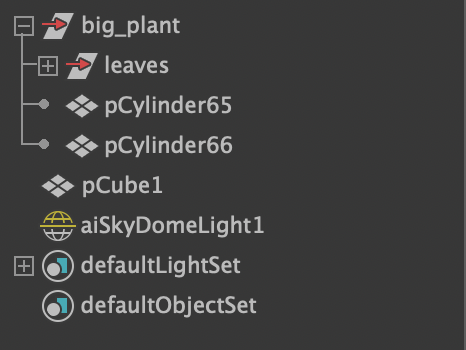 big_plant
leaves
pCylinder65
pCylinder66
pCube1
aiSkyDomeLight1
defaultLightSet
defaultObjectSet